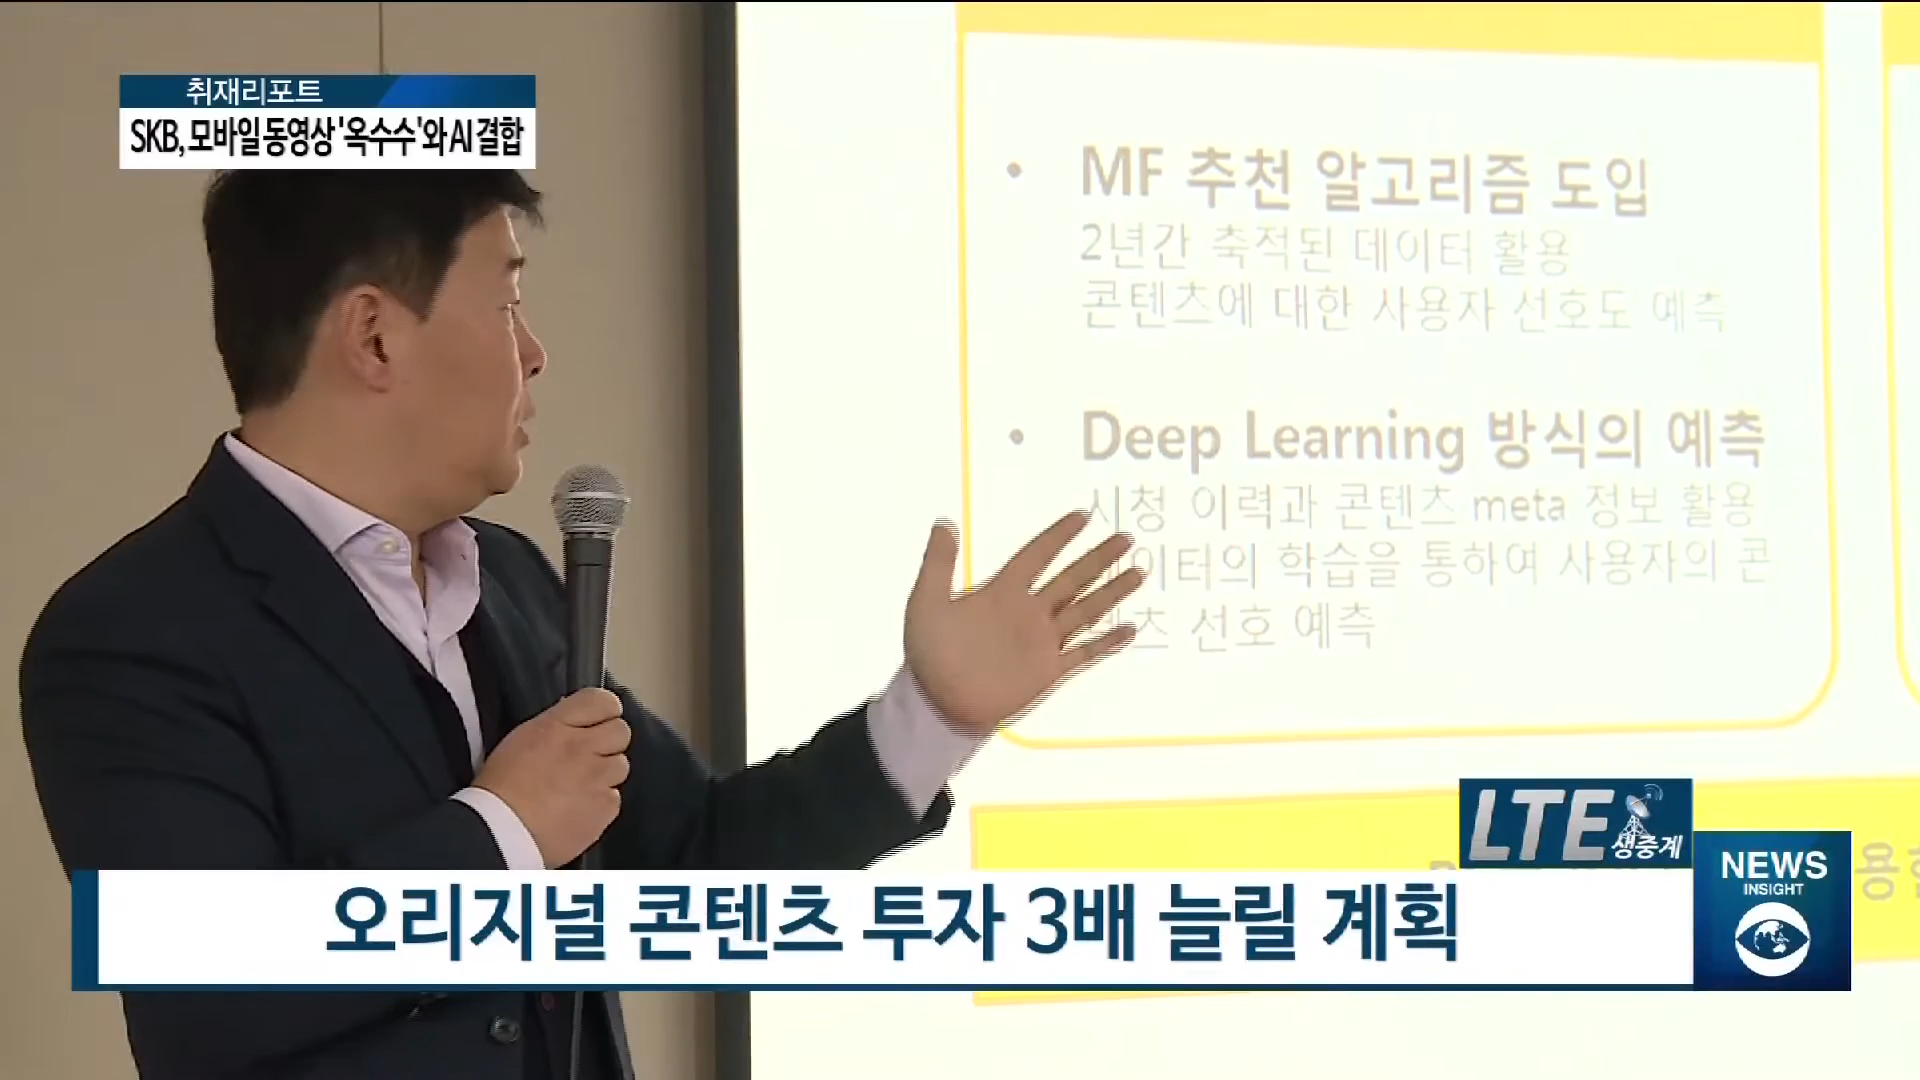 취재리포트
SKB, 모바일 동영상 '옥수수'와 AI 결합
• MF 추천 알고리즘 도입
2년간 축적된 데이터 활용
콘텐츠에 대한 사용자 선호도 예측
• Deep Learning 방식의 예측
시청 이력과 콘텐츠 meta 정보 활용
데이터의 학습을 통하여 사용자의 콘
텐츠 선호 예측
LTE
생중계
NEWS
INSIGHT
오리지널 콘텐츠 투자 3배 늘릴 계획